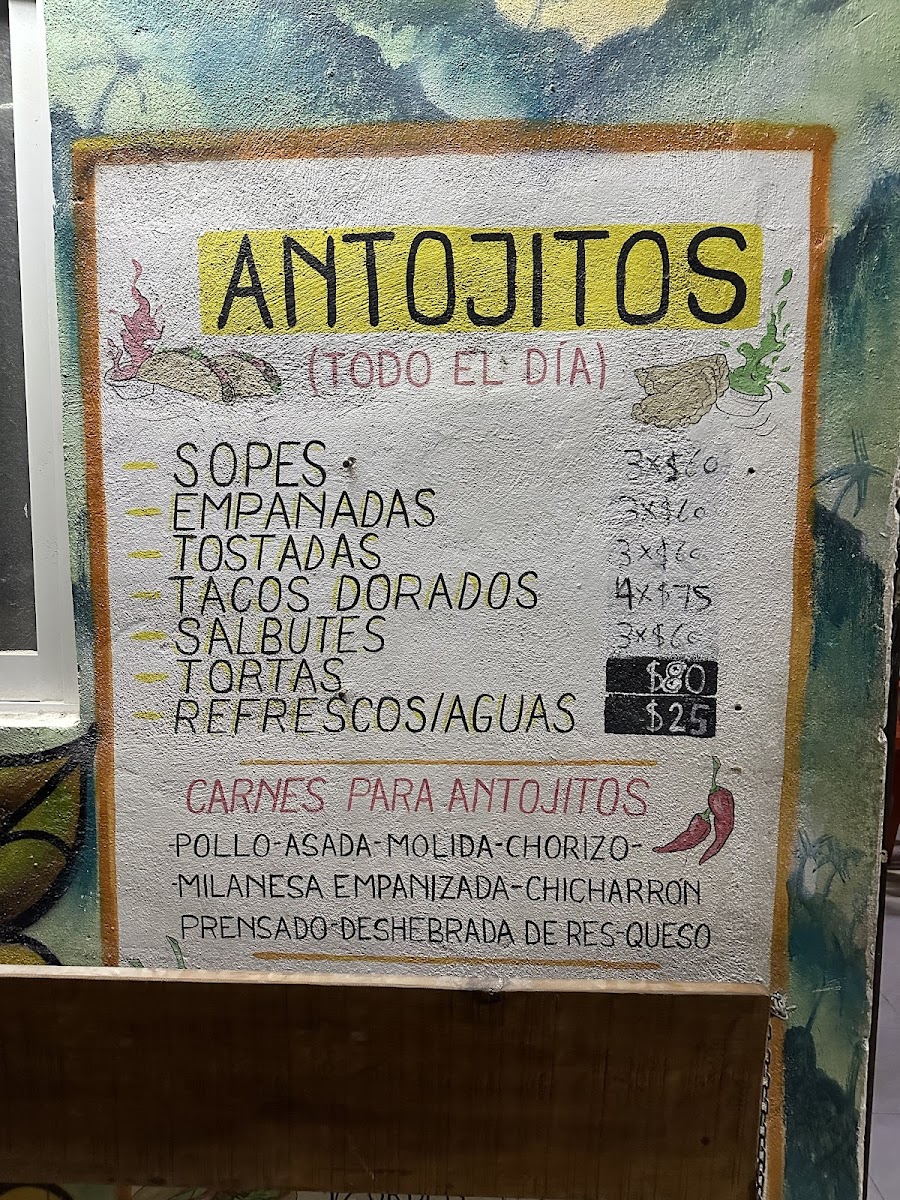 ANTOJITOS
(TODO EL DÍA)
- SOPES 3x$60
- EMPANADAS 3x$60
- TOSTADAS 3x$60
- TACOS DORADOS 4x$75
- SALBUTES 3x$60
- TORTAS $80
- REFRESCOS/AGUAS $25
CARNES PARA ANTOJITOS
POLLO-ASADA-MOLIDA-CHORIZO-
-MILANESA EMPANIZADA-CHICHARRÓN
PRENSADO-DESHEBRADA DE RES-QUESO